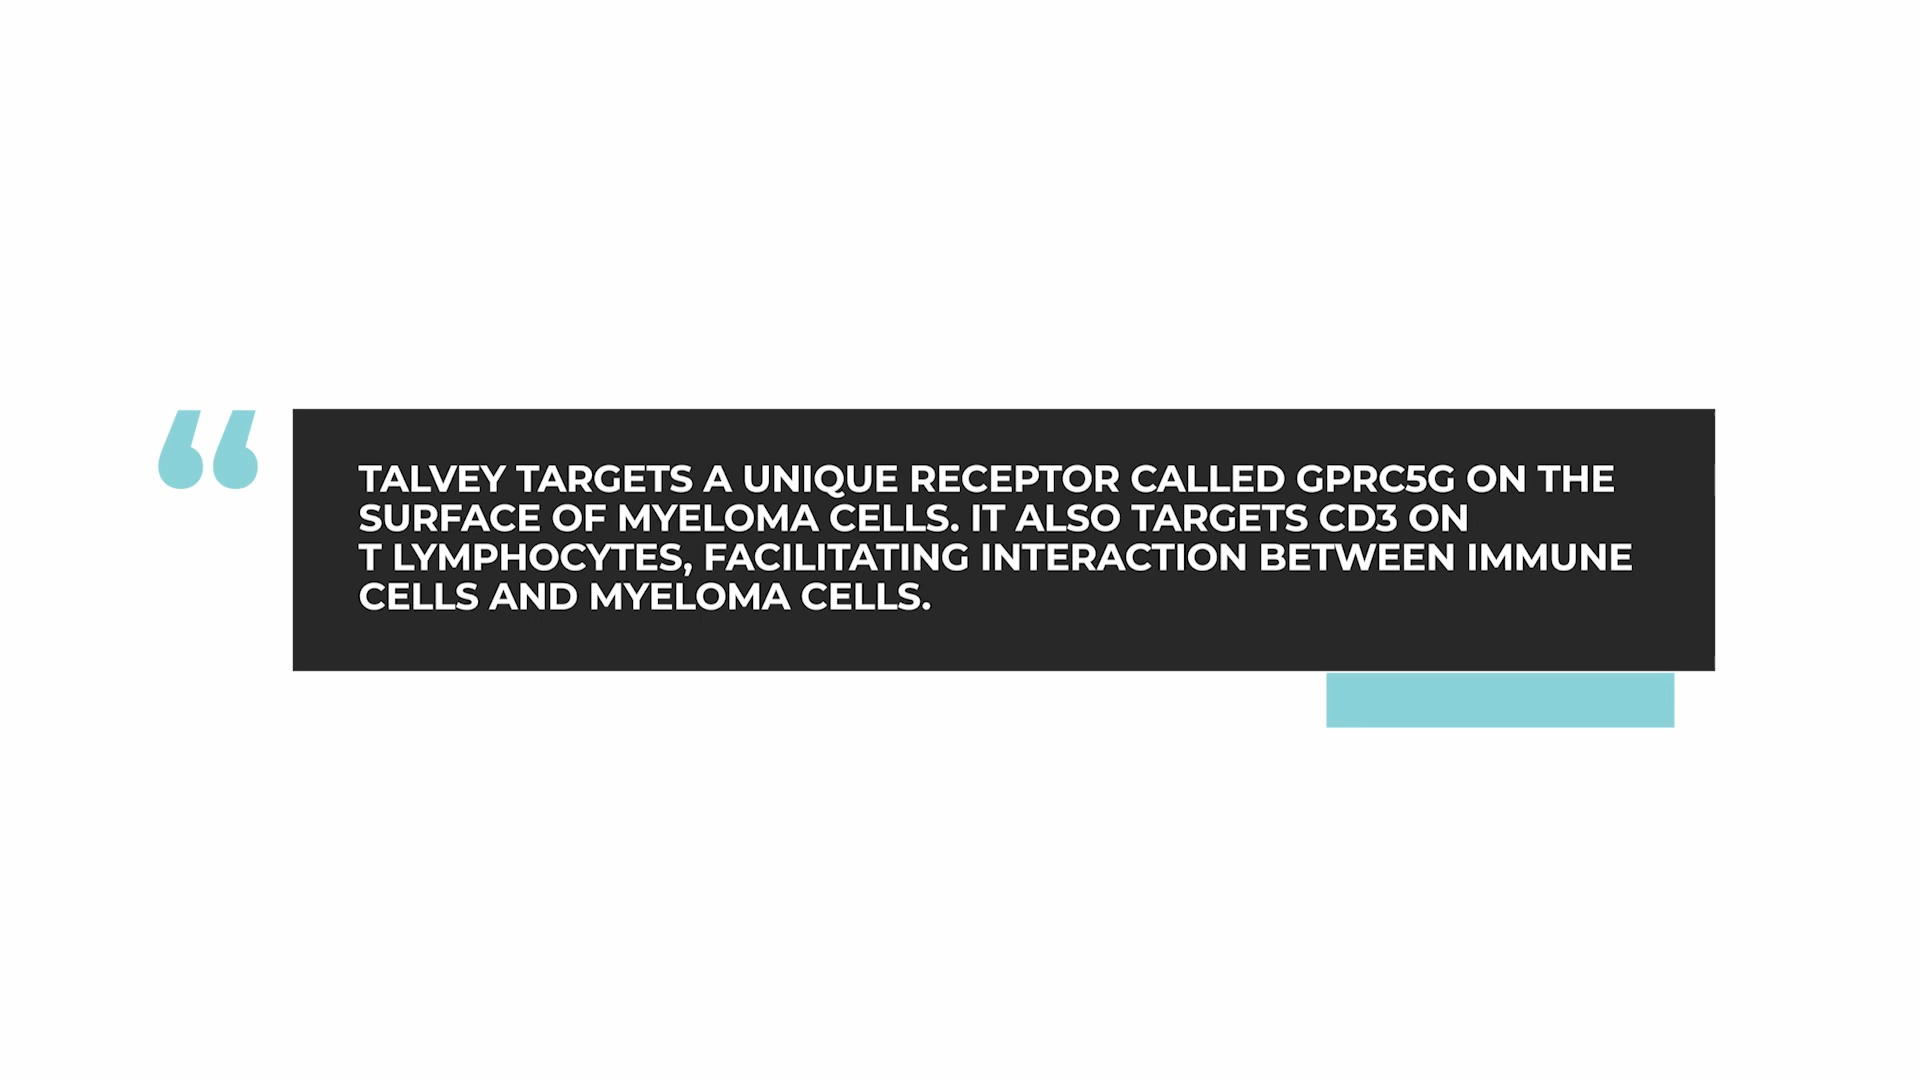 “
TALVEY TARGETS A UNIQUE RECEPTOR CALLED GPRC5G ON THE
SURFACE OF MYELOMA CELLS. IT ALSO TARGETS CD3 ON
T LYMPHOCYTES, FACILITATING INTERACTION BETWEEN IMMUNE
CELLS AND MYELOMA CELLS.